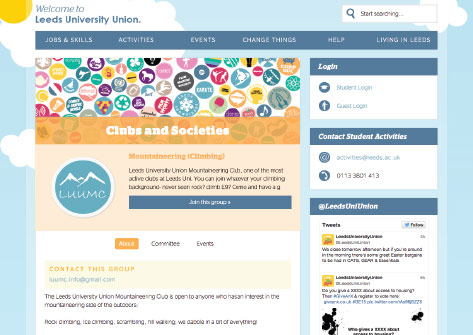 Welcome to
Leeds University Union.
Start searching...
JOBS & SKILLS
ACTIVITIES
EVENTS
CHANGE THINGS
HELP
LIVING IN LEEDS
Clubs and Societies
LUUMC
Mountaineering (Climbing)
Leeds University Union Mountaineering Club, one of the most
active clubs at Leeds Uni. You can join whatever your climbing
background- never seen rock? climb E9? Come and have a g
Join this group »
About
Committee
Events
CONTACT THIS GROUP
luumc.info@gmail.com
The Leeds University Union Mountaineering Club is open to anyone who has an interest in the
mountaineering side of the outdoors.
Rock climbing, ice climbing, scrambling, hill walking, we dabble in a bit of everything!
Login
Student Login
Guest Login
Contact Student Activities
activities@leeds.ac.uk
0113 3801 413
@LeedsUniUnion
Tweets
Follow
LeedsUniversityUnion
@LeedsUniUnion
We close tomorrow afternoon but if you're around
in the morning there's some great Easter bargains
to be had in CATS, GEAR & Essentials
LeedsUniversityUnion
@LeedsUniUnion
Do you give a XXXX about access to housing?
Then #GiveaX & register to vote here:
Who's gives a XXXX
about access to
housing?